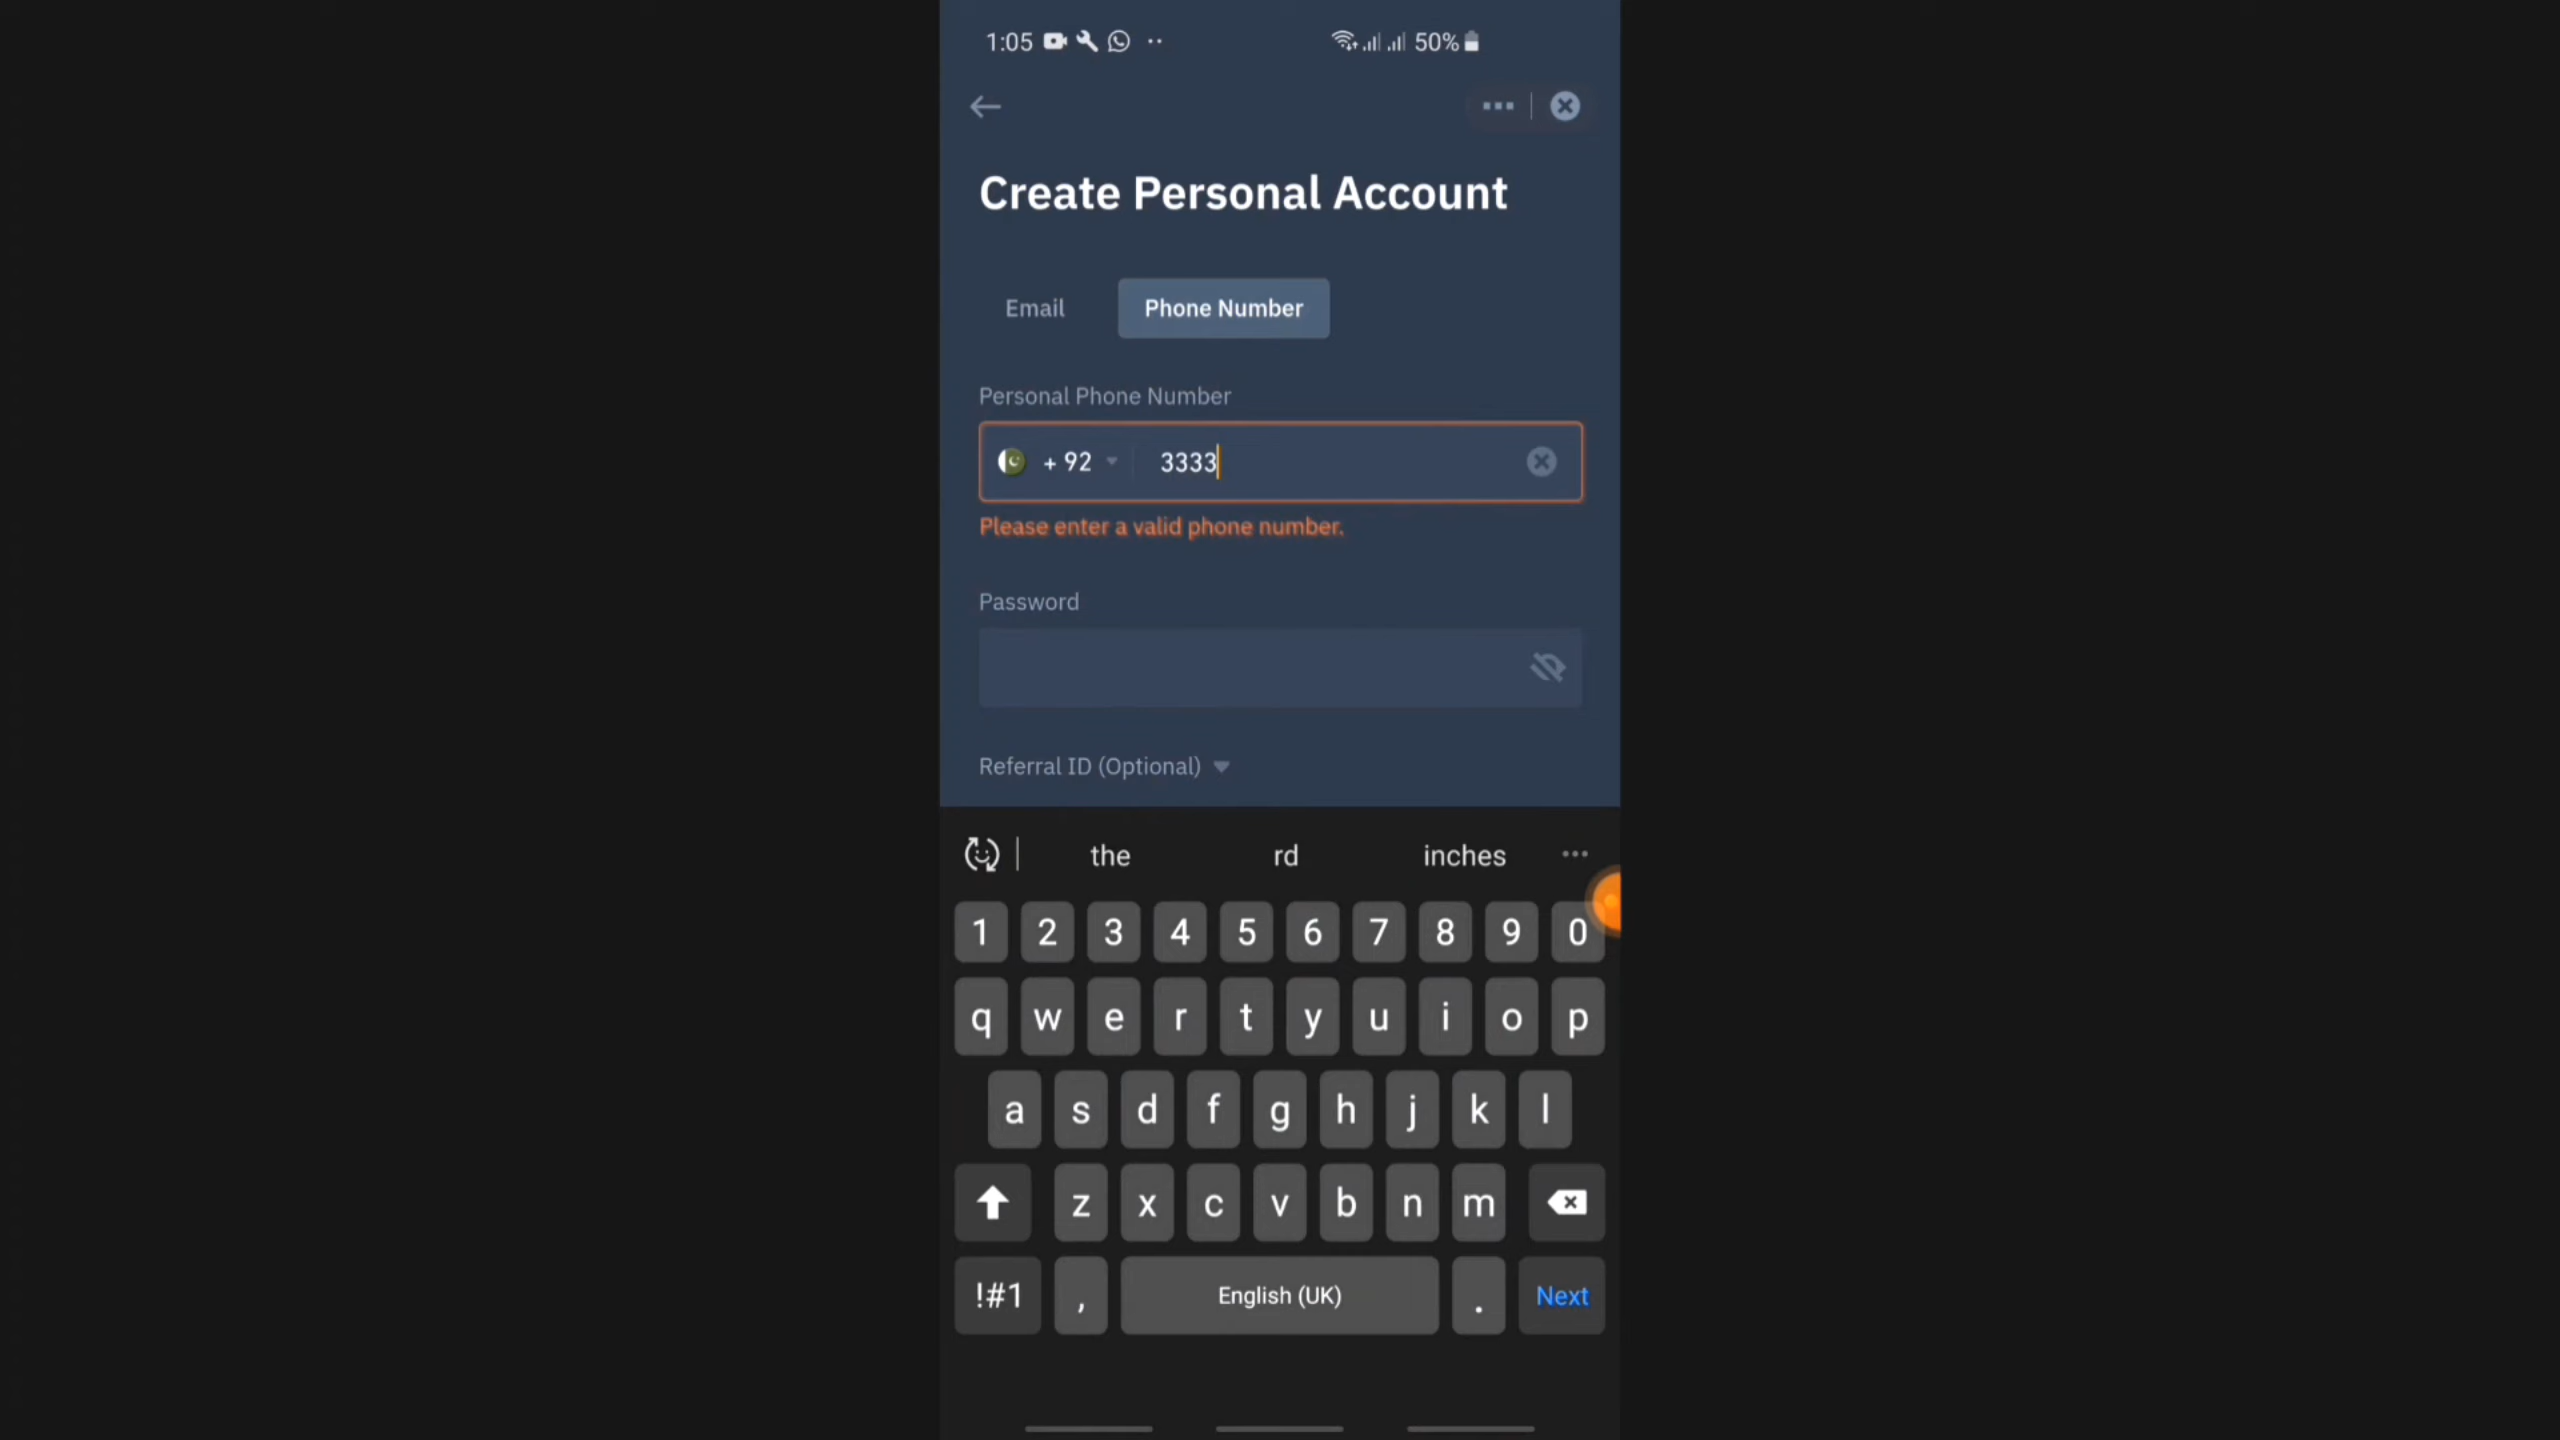 1:05 50%
Create Personal Account
Email Phone Number
Personal Phone Number
+ 92 3333
Please enter a valid phone number.
Password
Referral ID (Optional)
the rd inches
1 2 3 4 5 6 7 8 9 0
q w e r t y u i o p
a s d f g h j k l
z x c v b n m
!#1 , English (UK) . Next